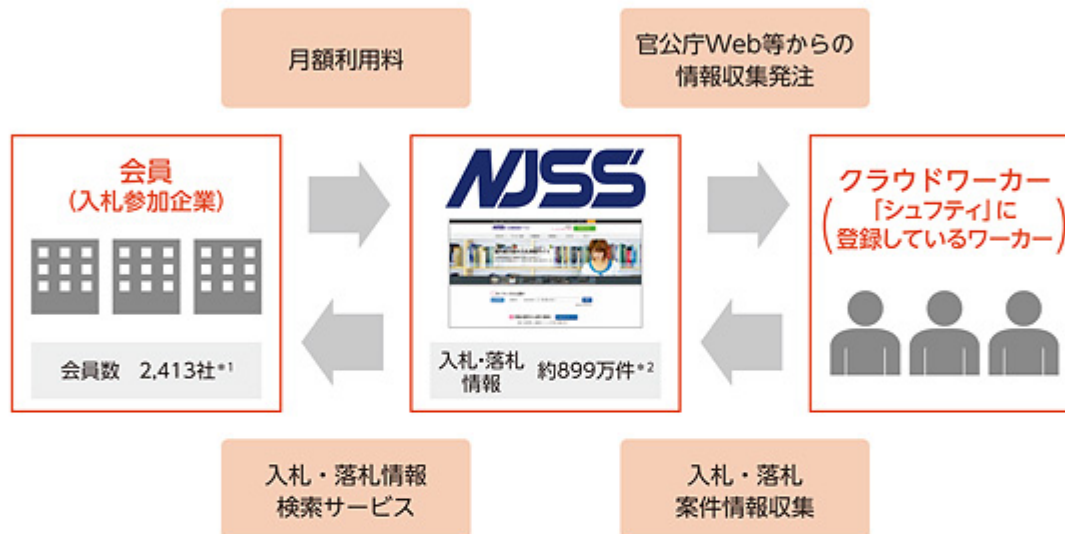 月額利用料
官公庁Web等からの
情報収集発注
会員
(入札参加企業)
会員数 2,413社*1
NJSS
入札・落札
情報
約899万件*2
クラウドワーカー
「シュフティ」に
登録しているワーカー
入札・落札情報
検索サービス
入札・落札
案件情報収集